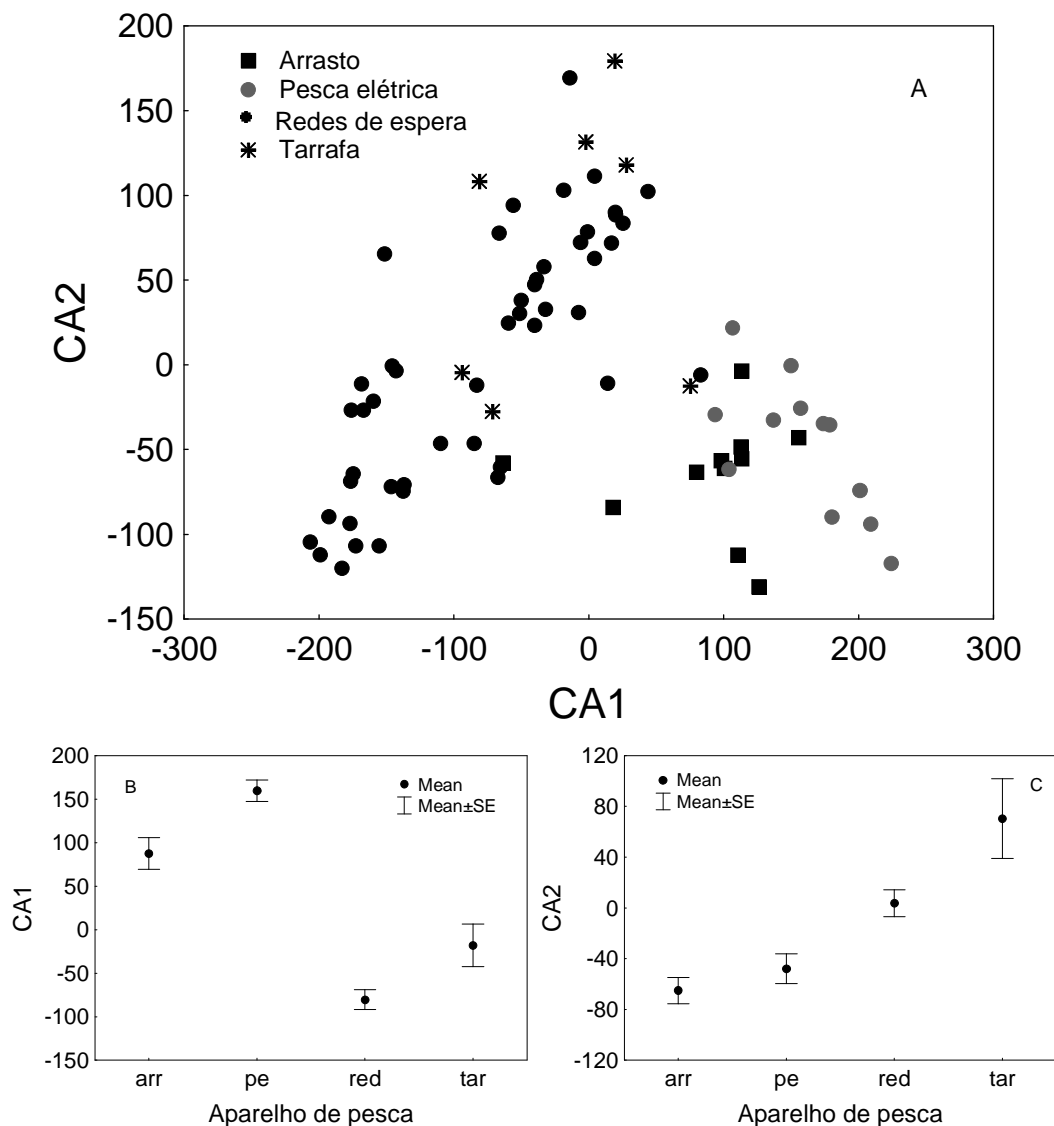 200
150
100
50
0
-50
-100
-150
CA2
Arrasto
Pesca elétrica
Redes de espera
Tarrafa
A
-300 -200 -100 0 100 200 300
CA1
200
150
100
50
0
-50
-100
-150
CA1
B
Mean
Mean±SE
arr pe red tar
Aparelho de pesca
120
80
40
0
-40
-80
-120
CA2
Mean
Mean±SE
C
arr pe red tar
Aparelho de pesca